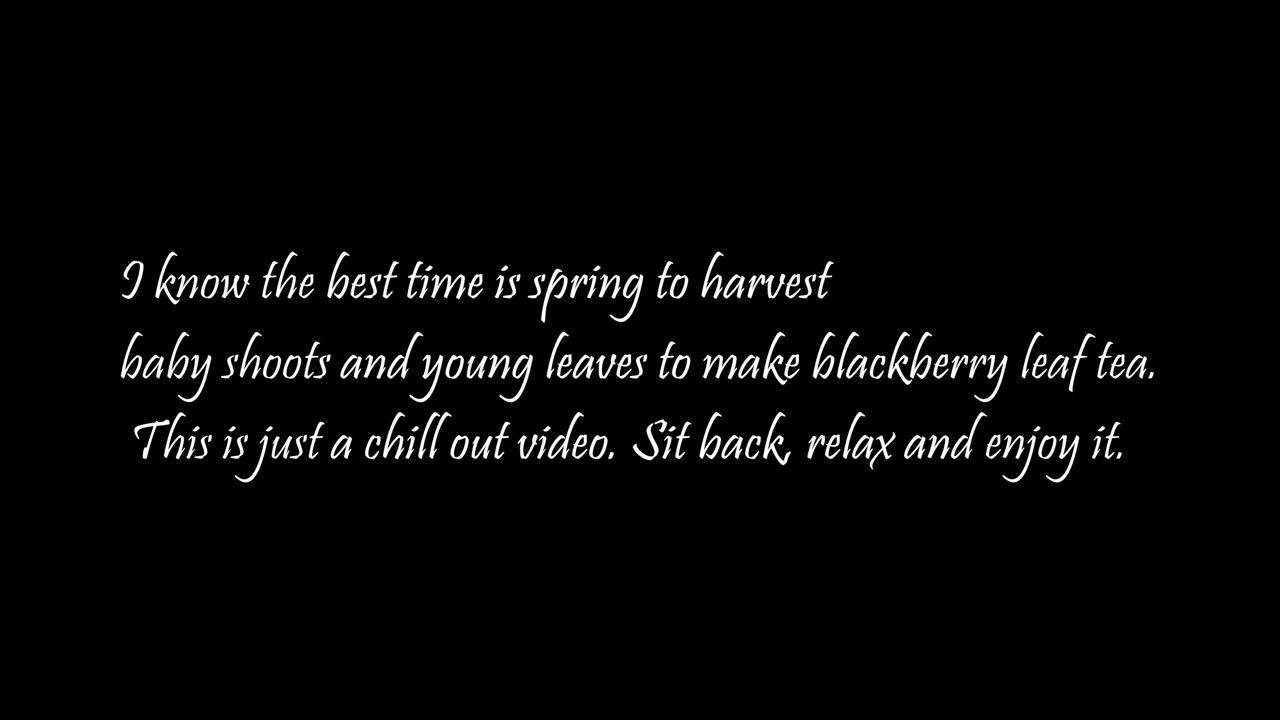 I know the best time is spring to harvest
baby shoots and young leaves to make blackberry leaf tea.
This is just a chill out video. Sit back, relax and enjoy it.